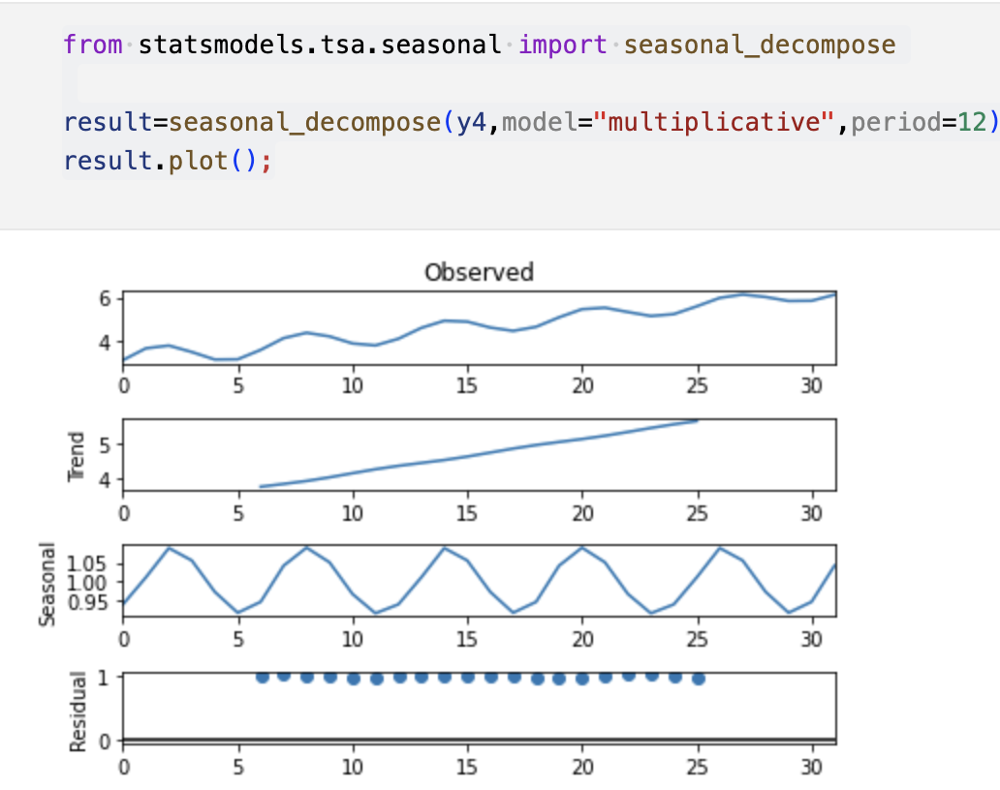 from statsmodels.tsa.seasonal import seasonal_decompose
result=seasonal_decompose(y4,model="multiplicative",period=12)
result.plot();
Observed
6
4
0 5 10 15 20 25 30
Trend
5
4
0 5 10 15 20 25 30
Seasonal
1.05
1.00
0.95
0 5 10 15 20 25 30
Residual
1
0
0 5 10 15 20 25 30